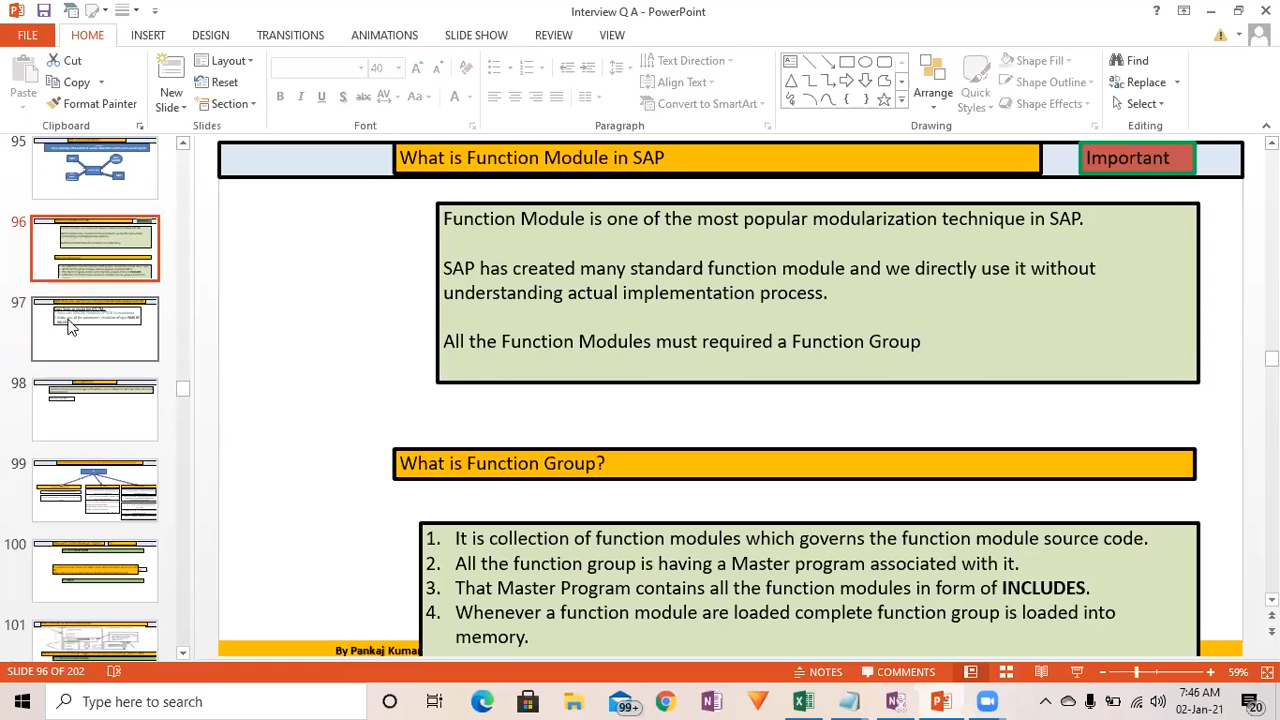 Interview Q A - PowerPoint
FILE HOME INSERT DESIGN TRANSITIONS ANIMATIONS SLIDE SHOW REVIEW VIEW
Paste
Cut
Copy
Format Painter
Clipboard
New Slide
Layout
Reset
Section
Slides
40
Font
Text Direction
Align Text
Convert to SmartArt
Paragraph
Arrange
Quick Styles
Shape Fill
Shape Outline
Shape Effects
Drawing
Find
Replace
Select
Editing
95
96
97
98
99
100
101
What is Function Module in SAP
Important
Function Module is one of the most popular modularization technique in SAP.
SAP has created many standard function module and we directly use it without
understanding actual implementation process.
All the Function Modules must required a Function Group
What is Function Group?
1. It is collection of function modules which governs the function module source code.
2. All the function group is having a Master program associated with it.
3. That Master Program contains all the function modules in form of INCLUDES.
4. Whenever a function module are loaded complete function group is loaded into
memory.
By Pankaj Kumar
SLIDE 96 OF 202
NOTES
COMMENTS
59%
Type here to search
99+
7:46 AM
02-Jan-21
20